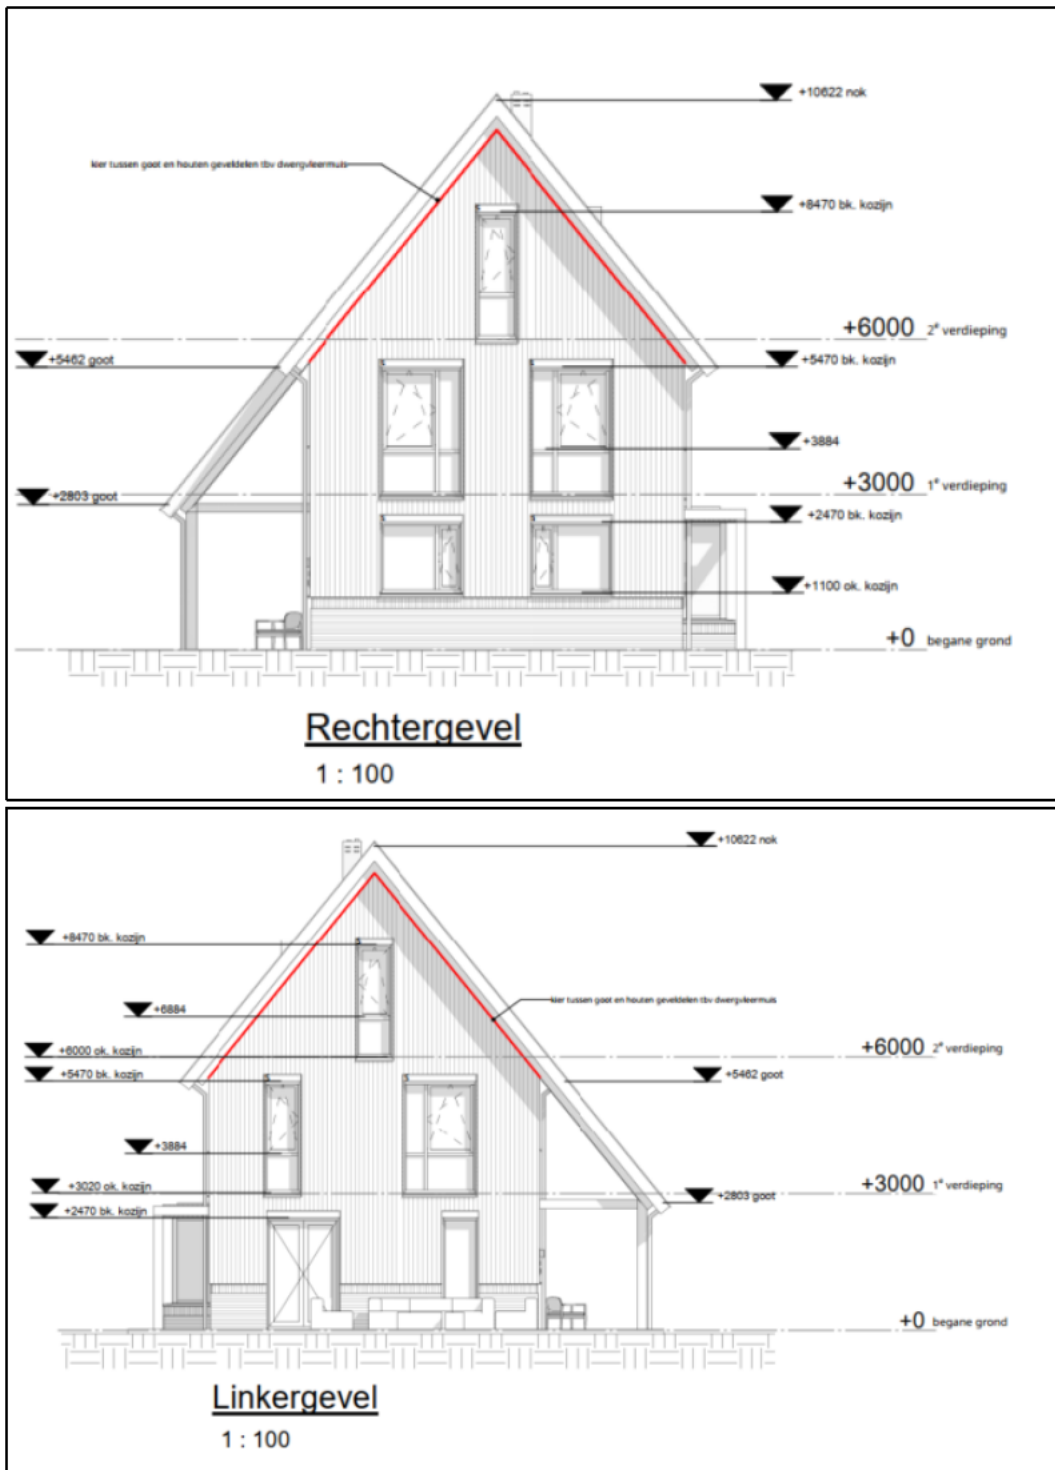 +10622 nok
kier tussen goot en houten geveldelen tbv dwergvleermuis
+8470 bk. kozijn
+6000 2e verdieping
+5462 goot
+5470 bk. kozijn
+3884
+3000 1e verdieping
+2803 goot
+2470 bk. kozijn
+1100 ok. kozijn
+0 begane grond
Rechtergevel
1 : 100
+10622 nok
+8470 bk. kozijn
kier tussen goot en houten geveldelen tbv dwergvleermuis
+6884
+6000 ok. kozijn
+6000 2e verdieping
+5470 bk. kozijn
+5462 goot
+3884
+3020 ok. kozijn
+3000 1e verdieping
+2803 goot
+2470 bk. kozijn
+0 begane grond
Linkergevel
1 : 100